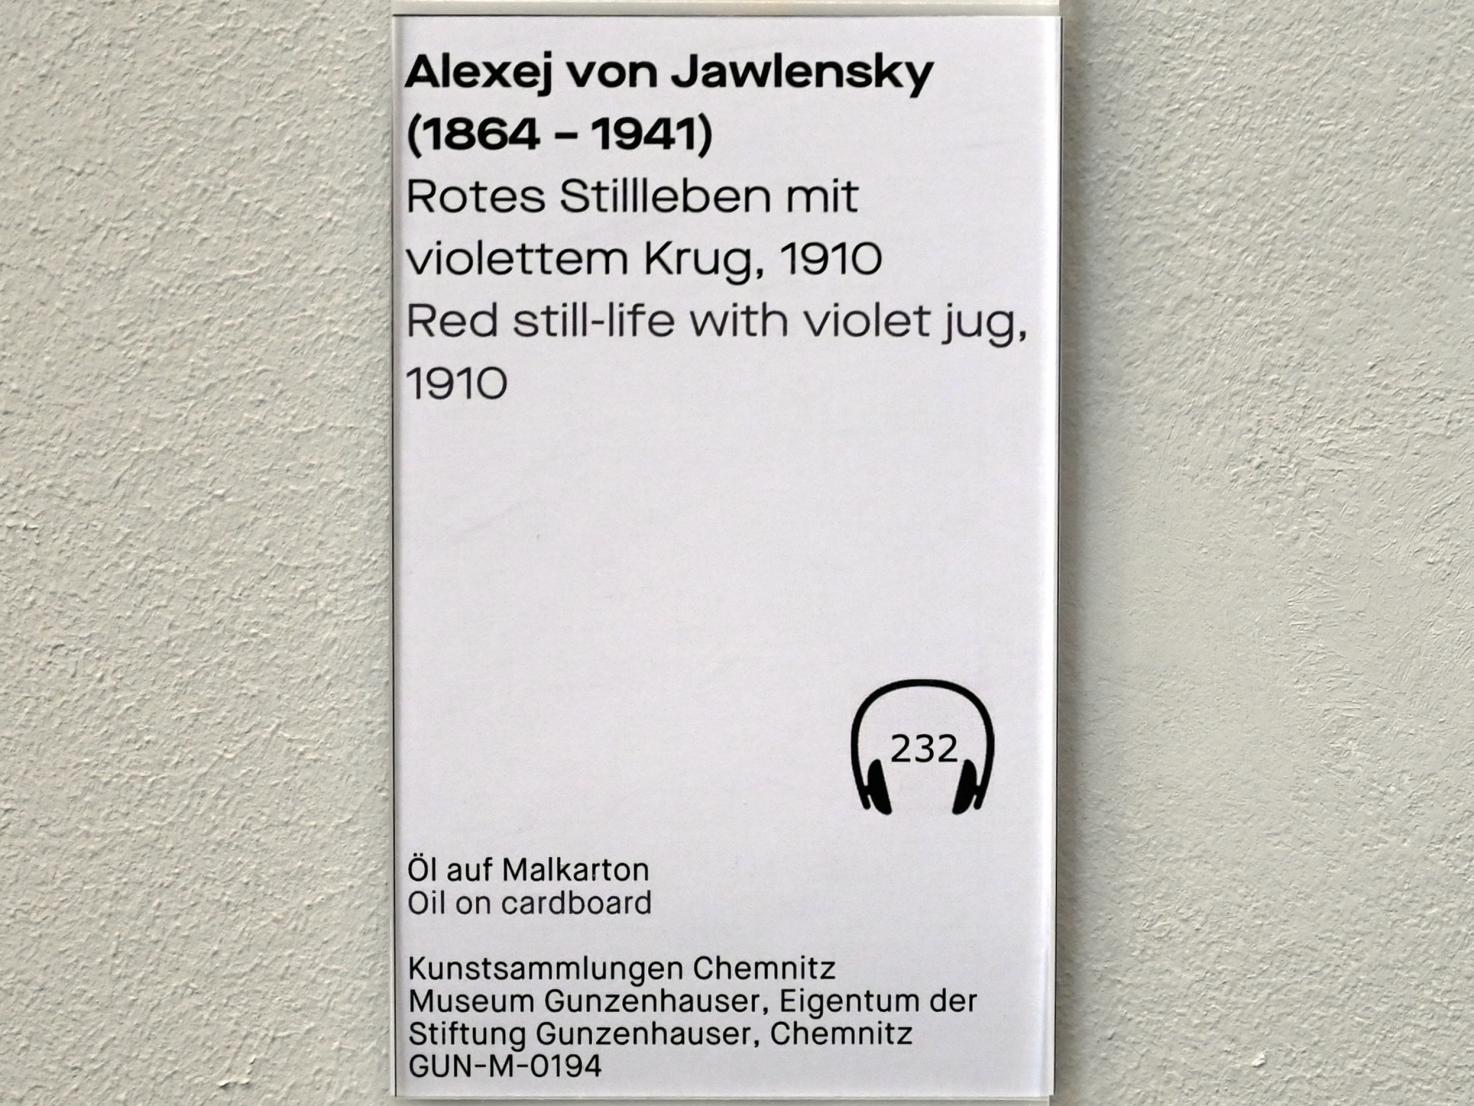 Alexej von Jawlensky
(1864 – 1941)
Rotes Stillleben mit
violettem Krug, 1910
Red still-life with violet jug,
1910
232
Öl auf Malkarton
Oil on cardboard
Kunstsammlungen Chemnitz
Museum Gunzenhauser, Eigentum der
Stiftung Gunzenhauser, Chemnitz
GUN-M-0194